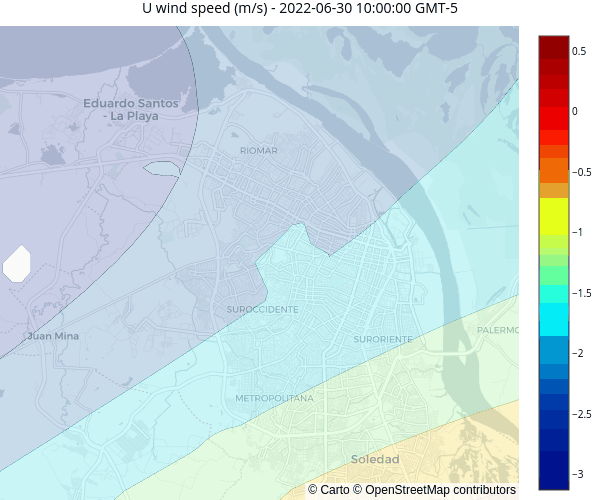 U wind speed (m/s) - 2022-06-30 10:00:00 GMT-5
0.5
Eduardo Santos
- La Playa
0
RIOMAR
−0.5
−1
−1.5
SUROCCIDENTE
Juan Mina
SURORIENTE
PALERMO
−2
METROPOLITANA
−2.5
Soledad
−3
© Carto © OpenStreetMap contributors